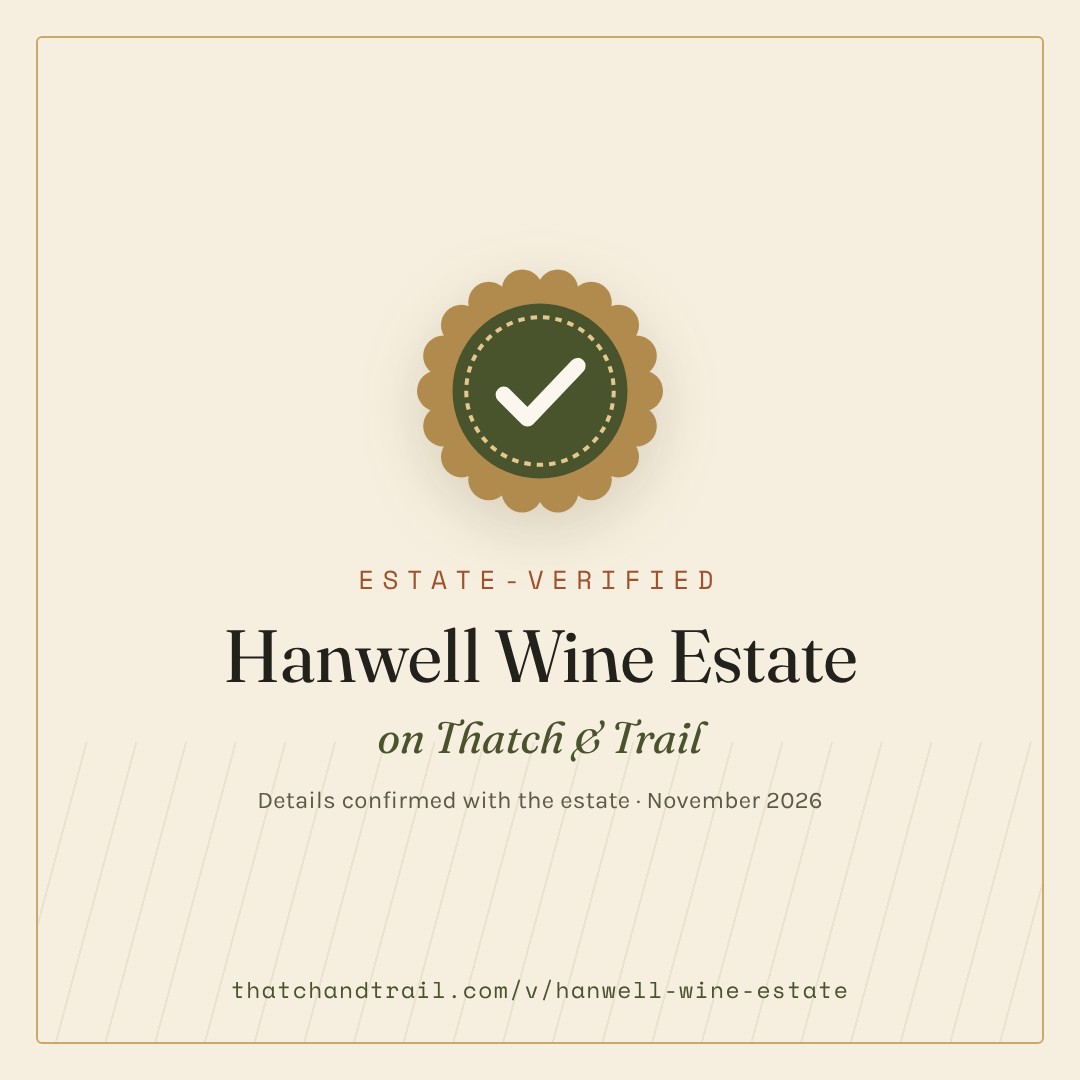 ESTATE-VERIFIED
Hanwell Wine Estate
on Thatch & Trail
Details confirmed with the estate · November 2026
thatchandtrail.com/v/hanwell-wine-estate